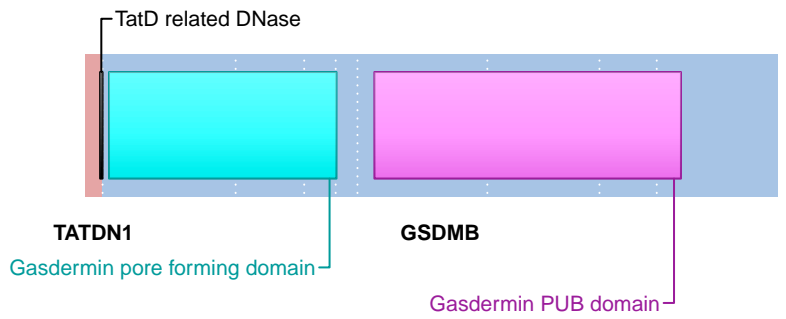 TatD related DNase
TATDN1
GSDMB
Gasdermin pore forming domain
Gasdermin PUB domain